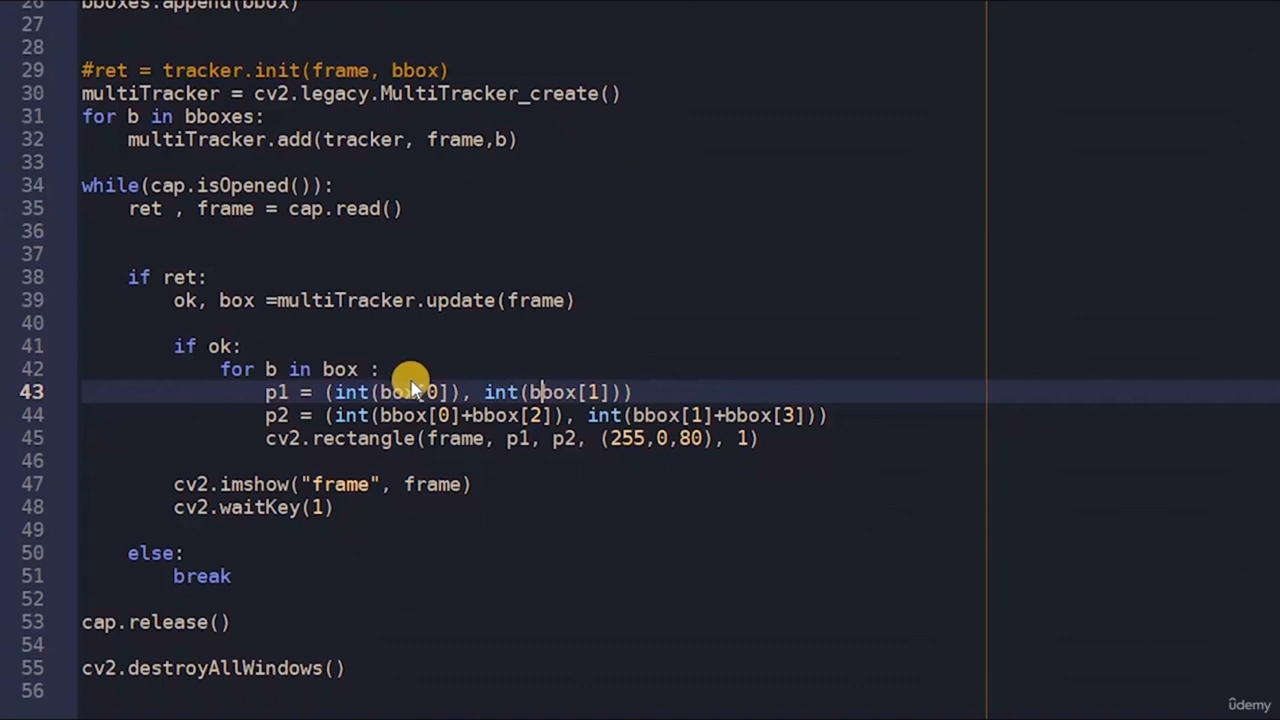 26 bboxes.append(bbox)
27
28
29 #ret = tracker.init(frame, bbox)
30 multiTracker = cv2.legacy.MultiTracker_create()
31 for b in bboxes:
32     multiTracker.add(tracker, frame,b)
33
34 while(cap.isOpened()):
35     ret , frame = cap.read()
36
37
38     if ret:
39         ok, box =multiTracker.update(frame)
40
41         if ok:
42             for b in box :
43                 p1 = (int(box[0]), int(bbox[1]))
44                 p2 = (int(bbox[0]+bbox[2]), int(bbox[1]+bbox[3]))
45                 cv2.rectangle(frame, p1, p2, (255,0,80), 1)
46
47         cv2.imshow("frame", frame)
48         cv2.waitKey(1)
49
50     else:
51         break
52
53 cap.release()
54
55 cv2.destroyAllWindows()
56
udemy